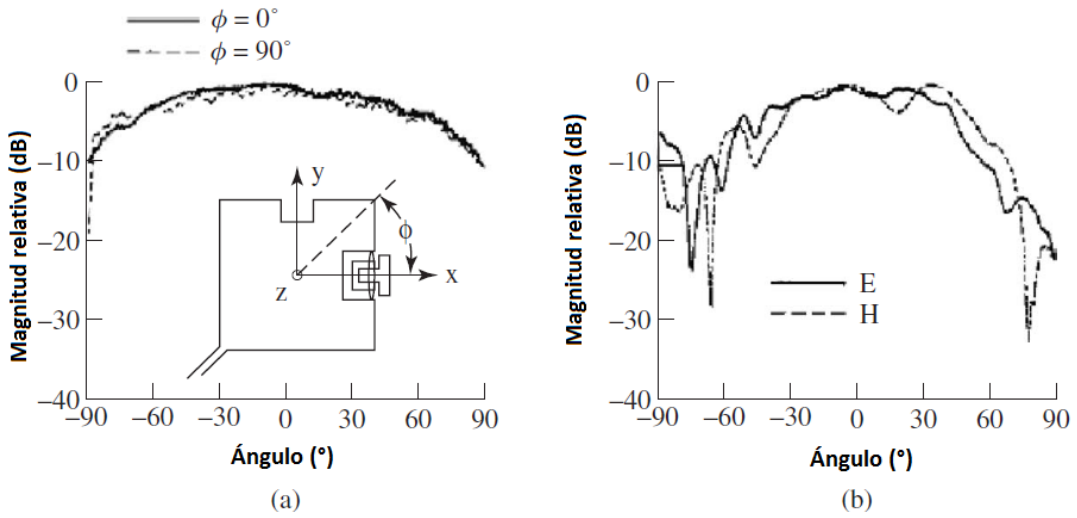 ϕ = 0°
ϕ = 90°
Magnitud relativa (dB)
0
−10
−20
−30
−40
−90 −60 −30 0 30 60 90
Ángulo (°)
y
ϕ
x
z
(a)
Magnitud relativa (dB)
0
−10
−20
−30
−40
E
H
−90 −60 −30 0 30 60 90
Ángulo (°)
(b)